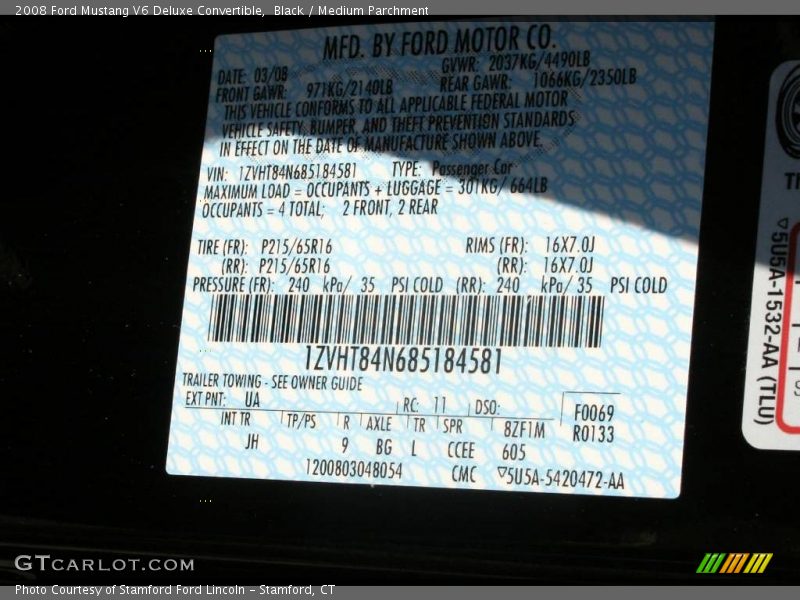 2008 Ford Mustang V6 Deluxe Convertible, Black / Medium Parchment
MFD. BY FORD MOTOR CO.
DATE: 03/08 GVWR: 2037KG/4490LB
FRONT GAWR: 971KG/2140LB REAR GAWR: 1066KG/2350LB
THIS VEHICLE CONFORMS TO ALL APPLICABLE FEDERAL MOTOR
VEHICLE SAFETY, BUMPER, AND THEFT PREVENTION STANDARDS
IN EFFECT ON THE DATE OF MANUFACTURE SHOWN ABOVE.
VIN: 1ZVHT84N685184581 TYPE: Passenger Car
MAXIMUM LOAD = OCCUPANTS + LUGGAGE = 301KG/ 664LB
OCCUPANTS = 4 TOTAL; 2 FRONT, 2 REAR
TIRE (FR): P215/65R16 RIMS (FR): 16X7.0J
(RR): P215/65R16 (RR): 16X7.0J
PRESSURE (FR): 240 kPa/ 35 PSI COLD (RR): 240 kPa/ 35 PSI COLD
1ZVHT84N685184581
TRAILER TOWING - SEE OWNER GUIDE
EXT PNT: UA RC: 11 DSO: F0069
INT TR TP/PS R AXLE TR SPR 8ZF1M R0133
JH 9 BG L CCEE 605
1200803048054 CMC ▽5U5A-5420472-AA
▽5U5A-1532-AA (TLU)
GTCARLOT.COM
Photo Courtesy of Stamford Ford Lincoln - Stamford, CT